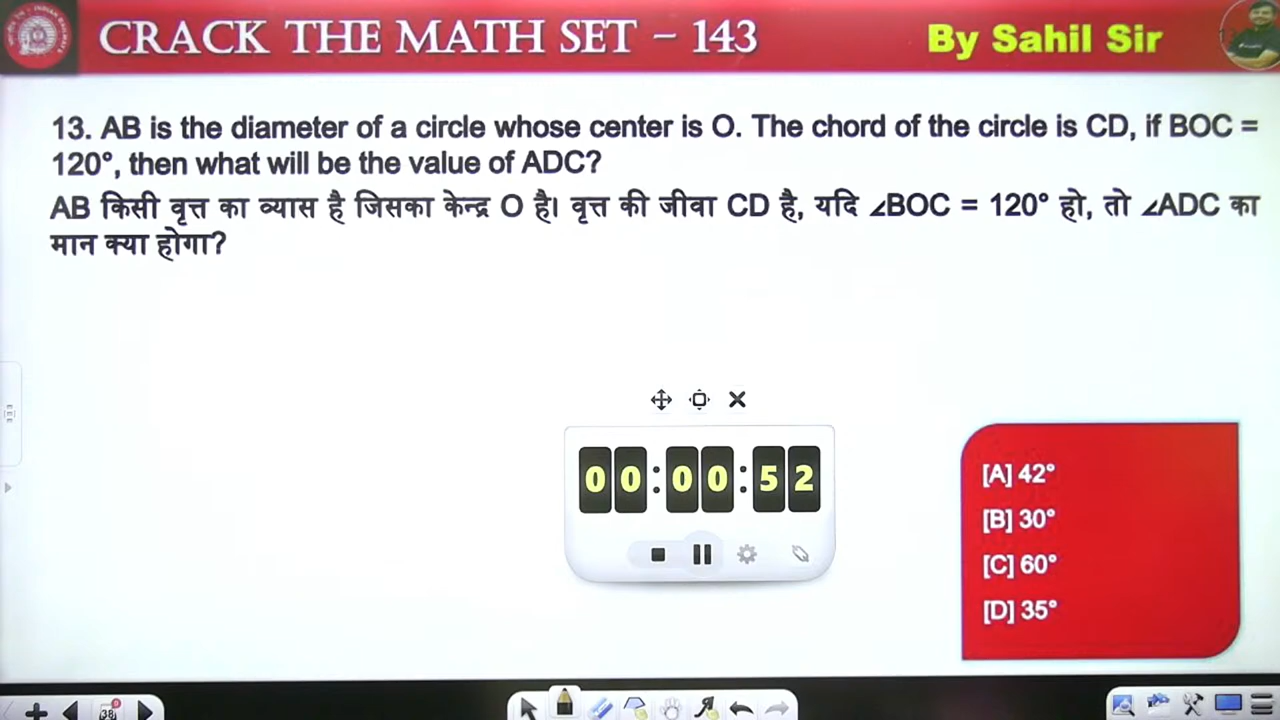 CRACK THE MATH SET – 143
By Sahil Sir
13. AB is the diameter of a circle whose center is O. The chord of the circle is CD, if BOC =
120°, then what will be the value of ADC?
AB किसी वृत्त का व्यास है जिसका केन्द्र O है। वृत्त की जीवा CD है, यदि ∠BOC = 120° हो, तो ∠ADC का
मान क्या होगा?
00:00:52
[A] 42°
[B] 30°
[C] 60°
[D] 35°
38